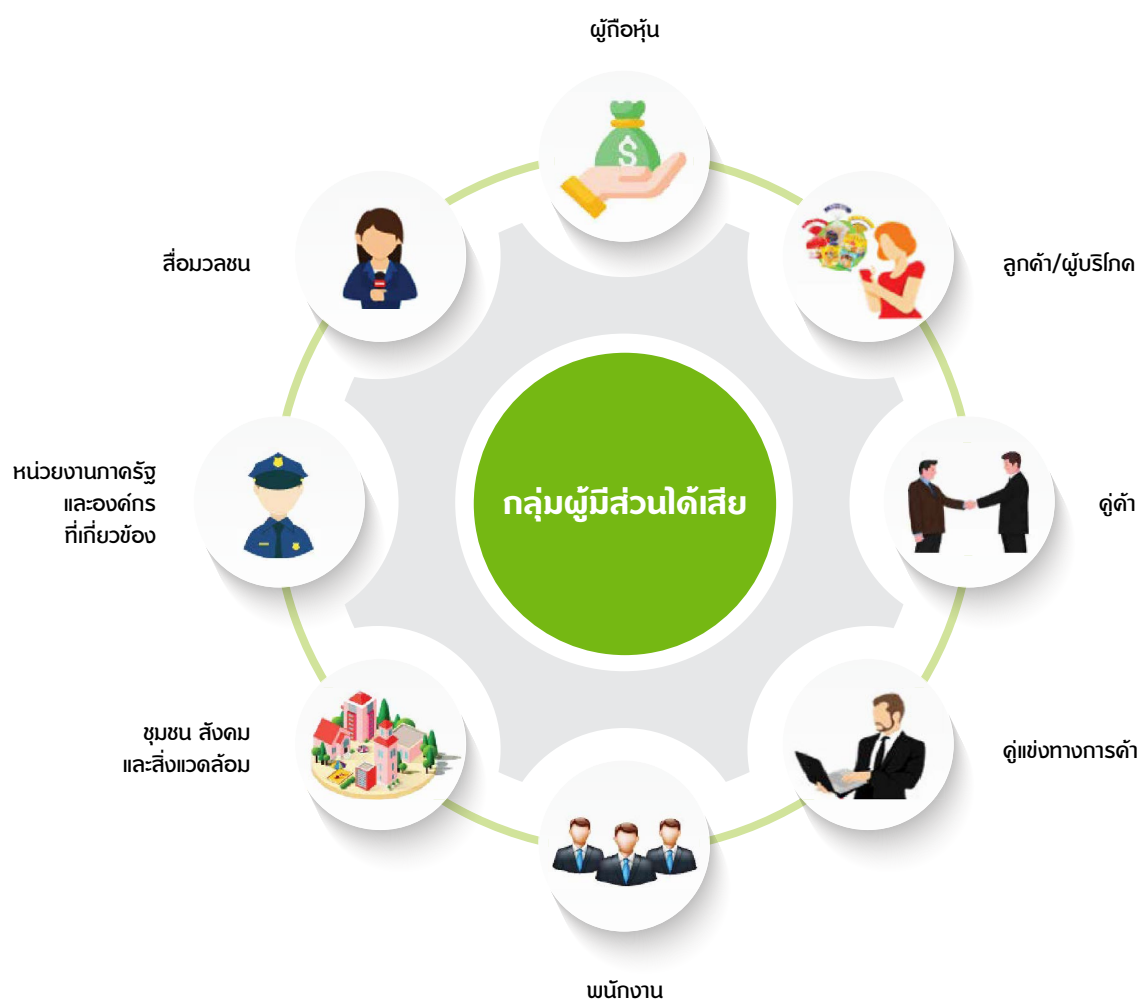 ผู้ถือหุ้น
ลูกค้า/ผู้บริโภค
คู่ค้า
คู่แข่งทางการค้า
พนักงาน
ชุมชน สังคม
และสิ่งแวดล้อม
หน่วยงานภาครัฐ
และองค์กร
ที่เกี่ยวข้อง
สื่อมวลชน
กลุ่มผู้มีส่วนได้เสีย
$